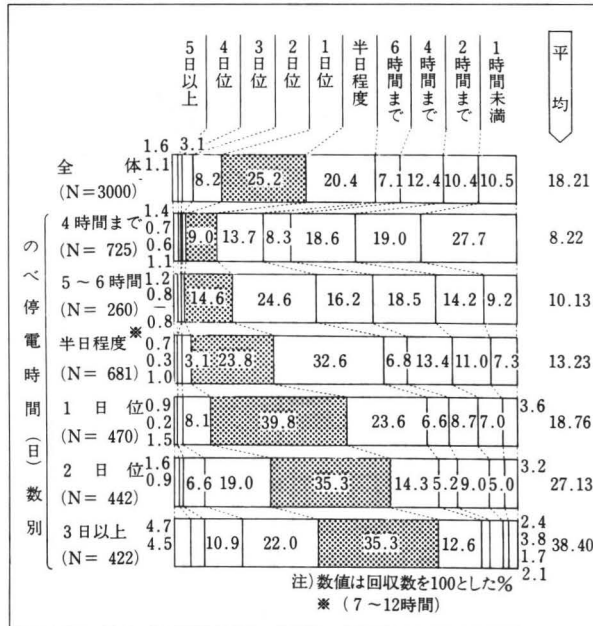 5日以上
4日位
3日位
2日位
1日位
半日程度
6時間まで
4時間まで
2時間まで
1時間未満
平均
1.6 3.1
全体 1.1 8.2 25.2 20.4 7.1 12.4 10.4 10.5 18.21
(N=3000) -
のべ停電時間(日)数別
1.4
4時間まで 0.7 9.0 13.7 8.3 18.6 19.0 27.7 8.22
(N= 725) 0.6
1.1
5～6時間 1.2 14.6 24.6 16.2 18.5 14.2 9.2 10.13
(N= 260) 0.8
－
0.8
半日程度※ 0.7 3.1 23.8 32.6 6.8 13.4 11.0 7.3 13.23
(N= 681) 0.3
1.0
1日位 0.9 8.1 39.8 23.6 6.6 8.7 7.0 3.6 18.76
(N= 470) 0.2
1.5
2日位 1.6 6.6 19.0 35.3 14.3 5.2 9.0 5.0 3.2 27.13
(N= 442) 0.9
3日以上 4.7 10.9 22.0 35.3 12.6 2.4 38.40
(N= 422) 4.5 3.8
1.7
2.1
注)数値は回収数を100とした%
※ (7～12時間)